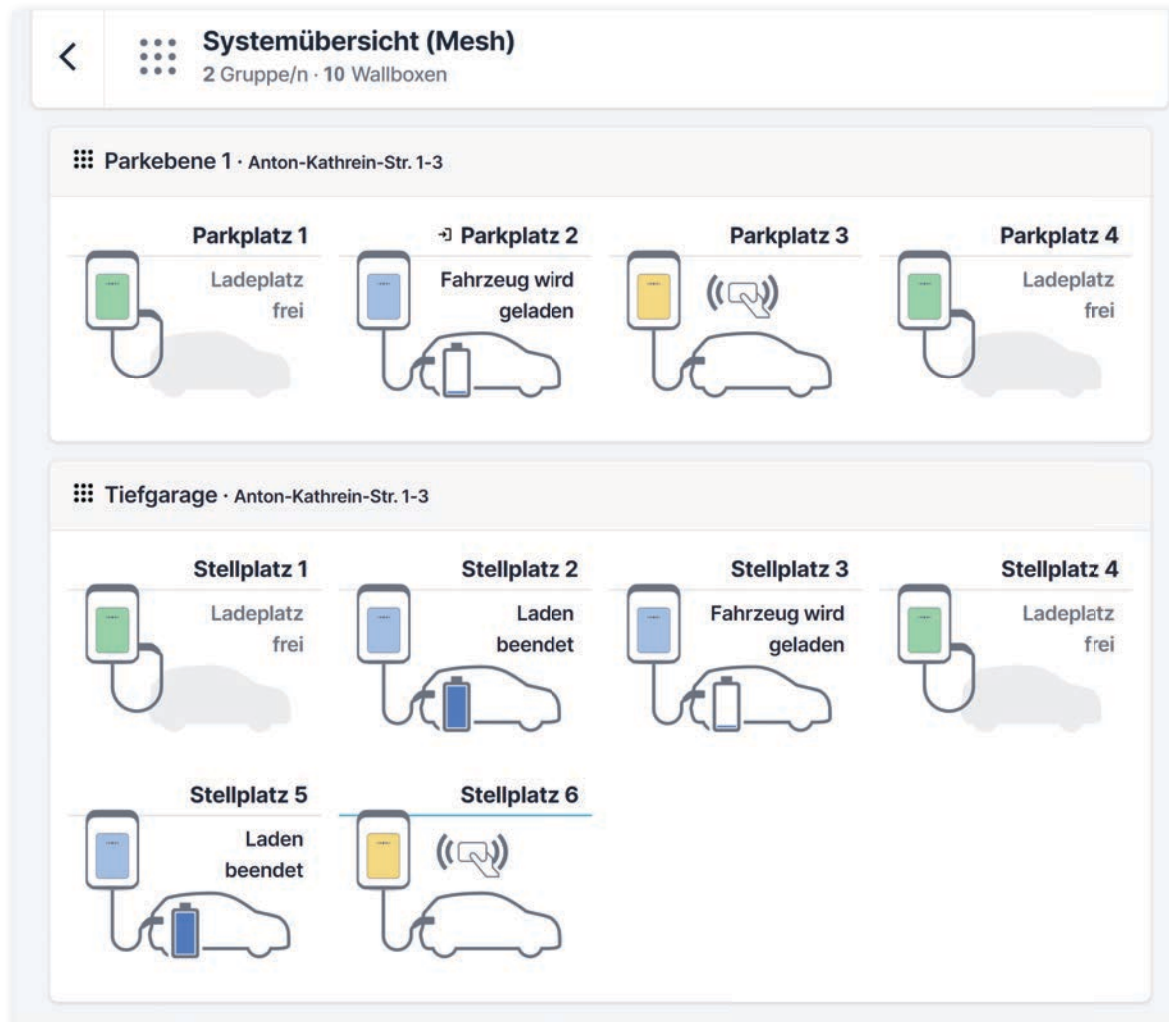 Systemübersicht (Mesh)
2 Gruppe/n · 10 Wallboxen
Parkebene 1 · Anton-Kathrein-Str. 1-3
Parkplatz 1
Ladeplatz
frei
Parkplatz 2
Fahrzeug wird
geladen
Parkplatz 3
Parkplatz 4
Ladeplatz
frei
Tiefgarage · Anton-Kathrein-Str. 1-3
Stellplatz 1
Ladeplatz
frei
Stellplatz 2
Laden
beendet
Stellplatz 3
Fahrzeug wird
geladen
Stellplatz 4
Ladeplatz
frei
Stellplatz 5
Laden
beendet
Stellplatz 6